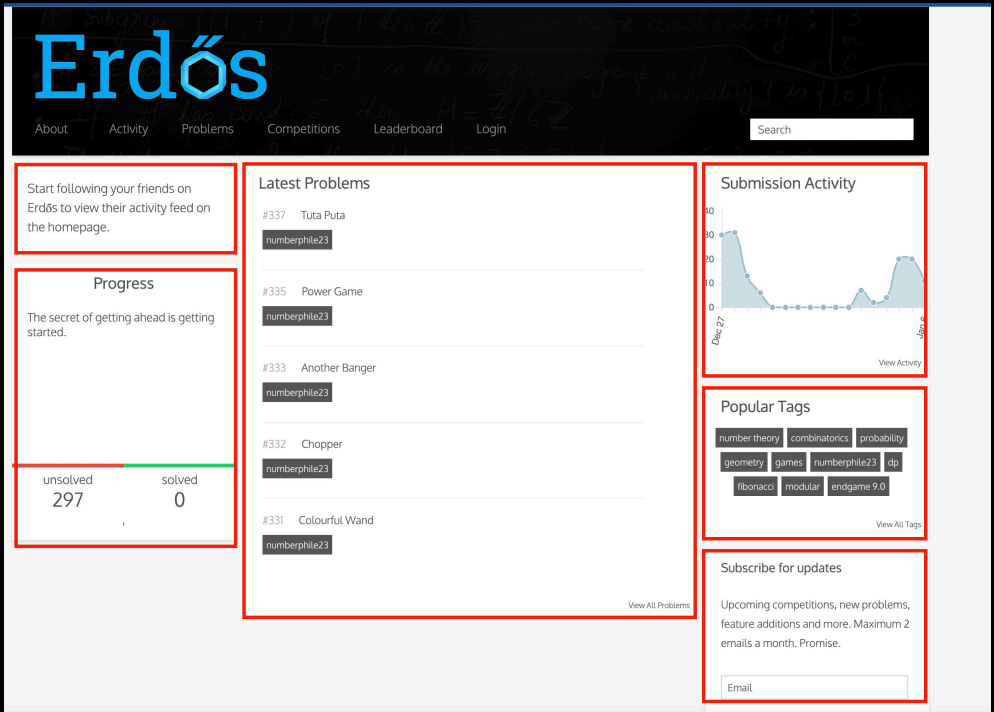 Erdős
About Activity Problems Competitions Leaderboard Login
Search
Start following your friends on
Erdős to view their activity feed on
the homepage.
Progress
The secret of getting ahead is getting
started.
unsolved solved
297 0
Latest Problems
#337 Tuta Puta
numberphile23
#335 Power Game
numberphile23
#333 Another Banger
numberphile23
#332 Chopper
numberphile23
#331 Colourful Wand
numberphile23
View All Problems
Submission Activity
40
30
20
10
0
Dec 27
Jan 6
View Activity
Popular Tags
number theory combinatorics probability
geometry games numberphile23 dp
fibonacci modular endgame 9.0
View All Tags
Subscribe for updates
Upcoming competitions, new problems,
feature additions and more. Maximum 2
emails a month. Promise.
Email